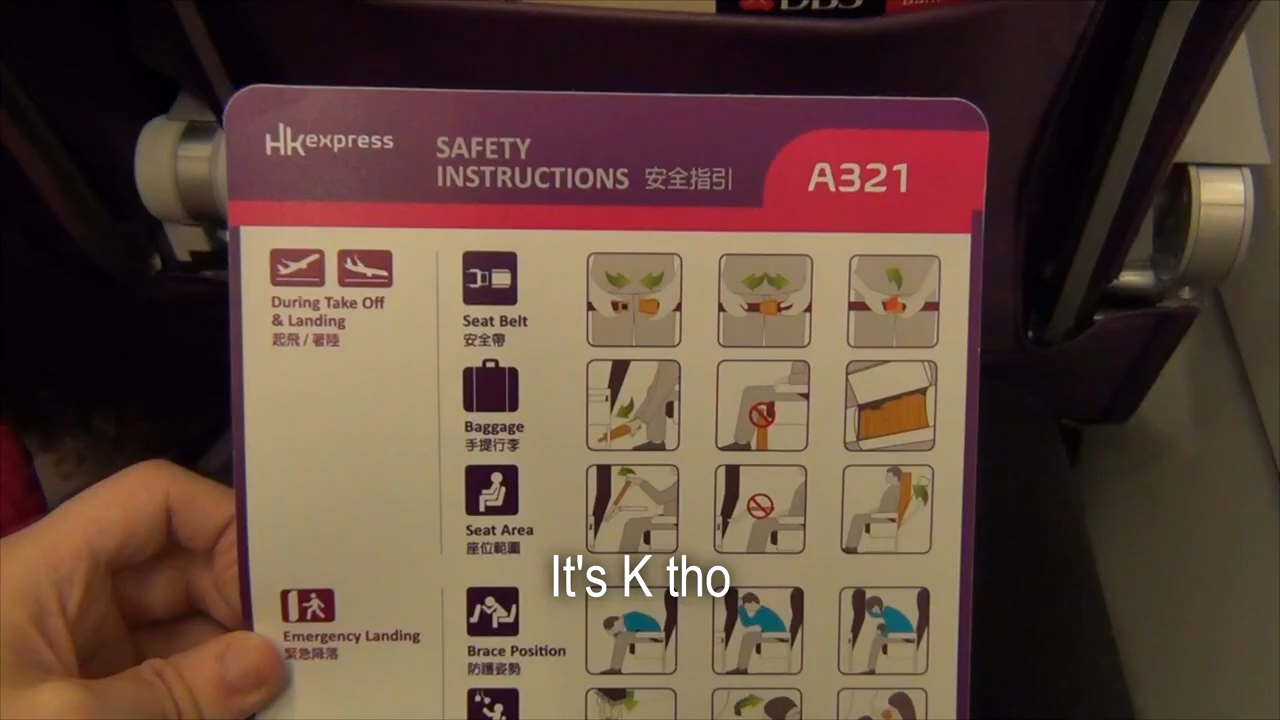 DBS
HKexpress
SAFETY
INSTRUCTIONS 安全指引
A321
During Take Off
& Landing
起飛 / 著陸
Seat Belt
安全帶
Baggage
手提行李
Seat Area
座位範圍
It's K tho
Emergency Landing
緊急降落
Brace Position
防護姿勢